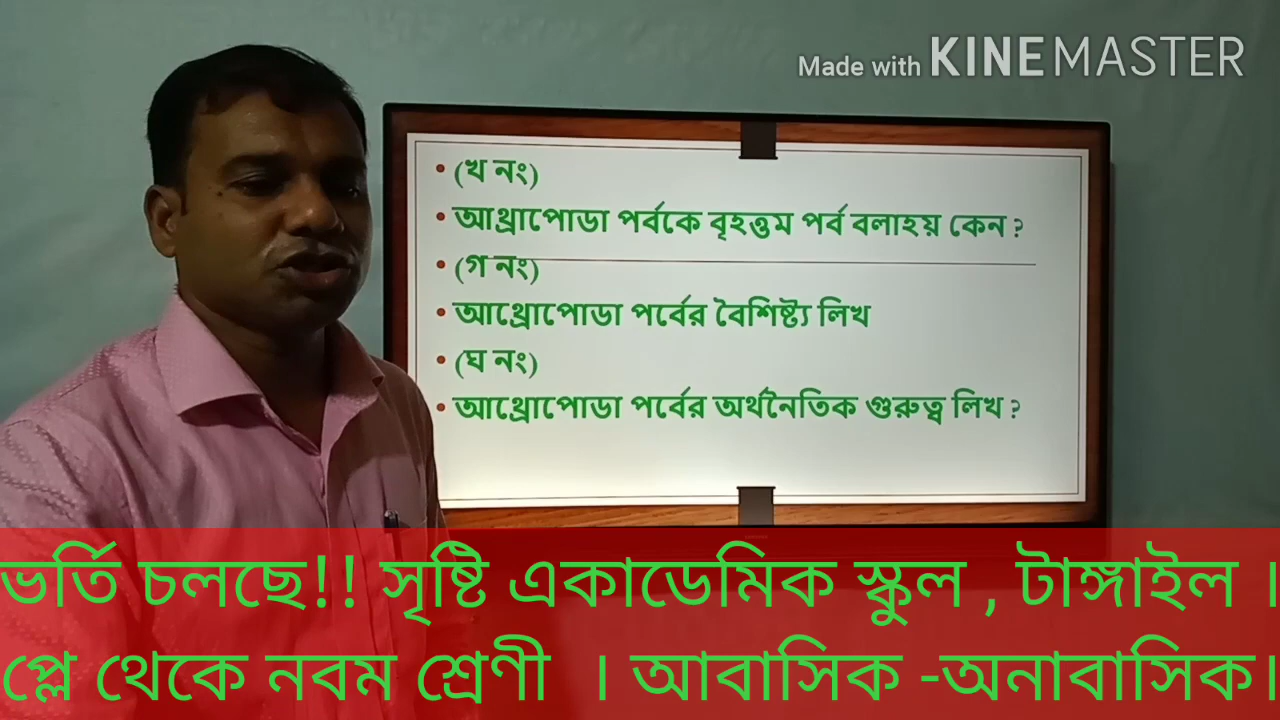 Made with KINEMASTER
• (খ নং)
• আথ্রাপোডা পর্বকে বৃহত্তম পর্ব বলাহয় কেন ?
• (গ নং)
• আথ্রোপোডা পর্বের বৈশিষ্ট্য লিখ
• (ঘ নং)
• আথ্রোপোডা পর্বের অর্থনৈতিক গুরুত্ব লিখ ?
ভর্তি চলছে!! সৃষ্টি একাডেমিক স্কুল , টাঙ্গাইল ।
প্লে থেকে নবম শ্রেণী । আবাসিক -অনাবাসিক।